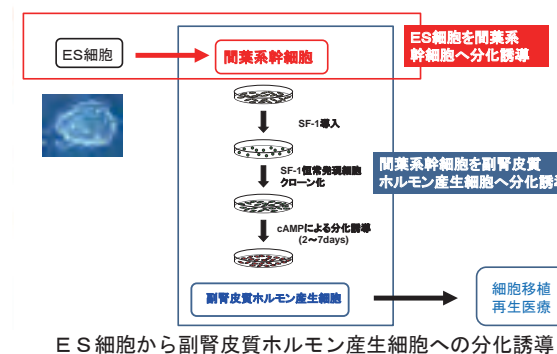 ES細胞
間葉系幹細胞
ES細胞を間葉系
幹細胞へ分化誘導
SF-1導入
SF-1恒常発現細胞
クローン化
間葉系幹細胞を副腎皮質
ホルモン産生細胞へ分化誘導
cAMPによる分化誘導
(2〜7days)
副腎皮質ホルモン産生細胞
細胞移植
再生医療
ES細胞から副腎皮質ホルモン産生細胞への分化誘導